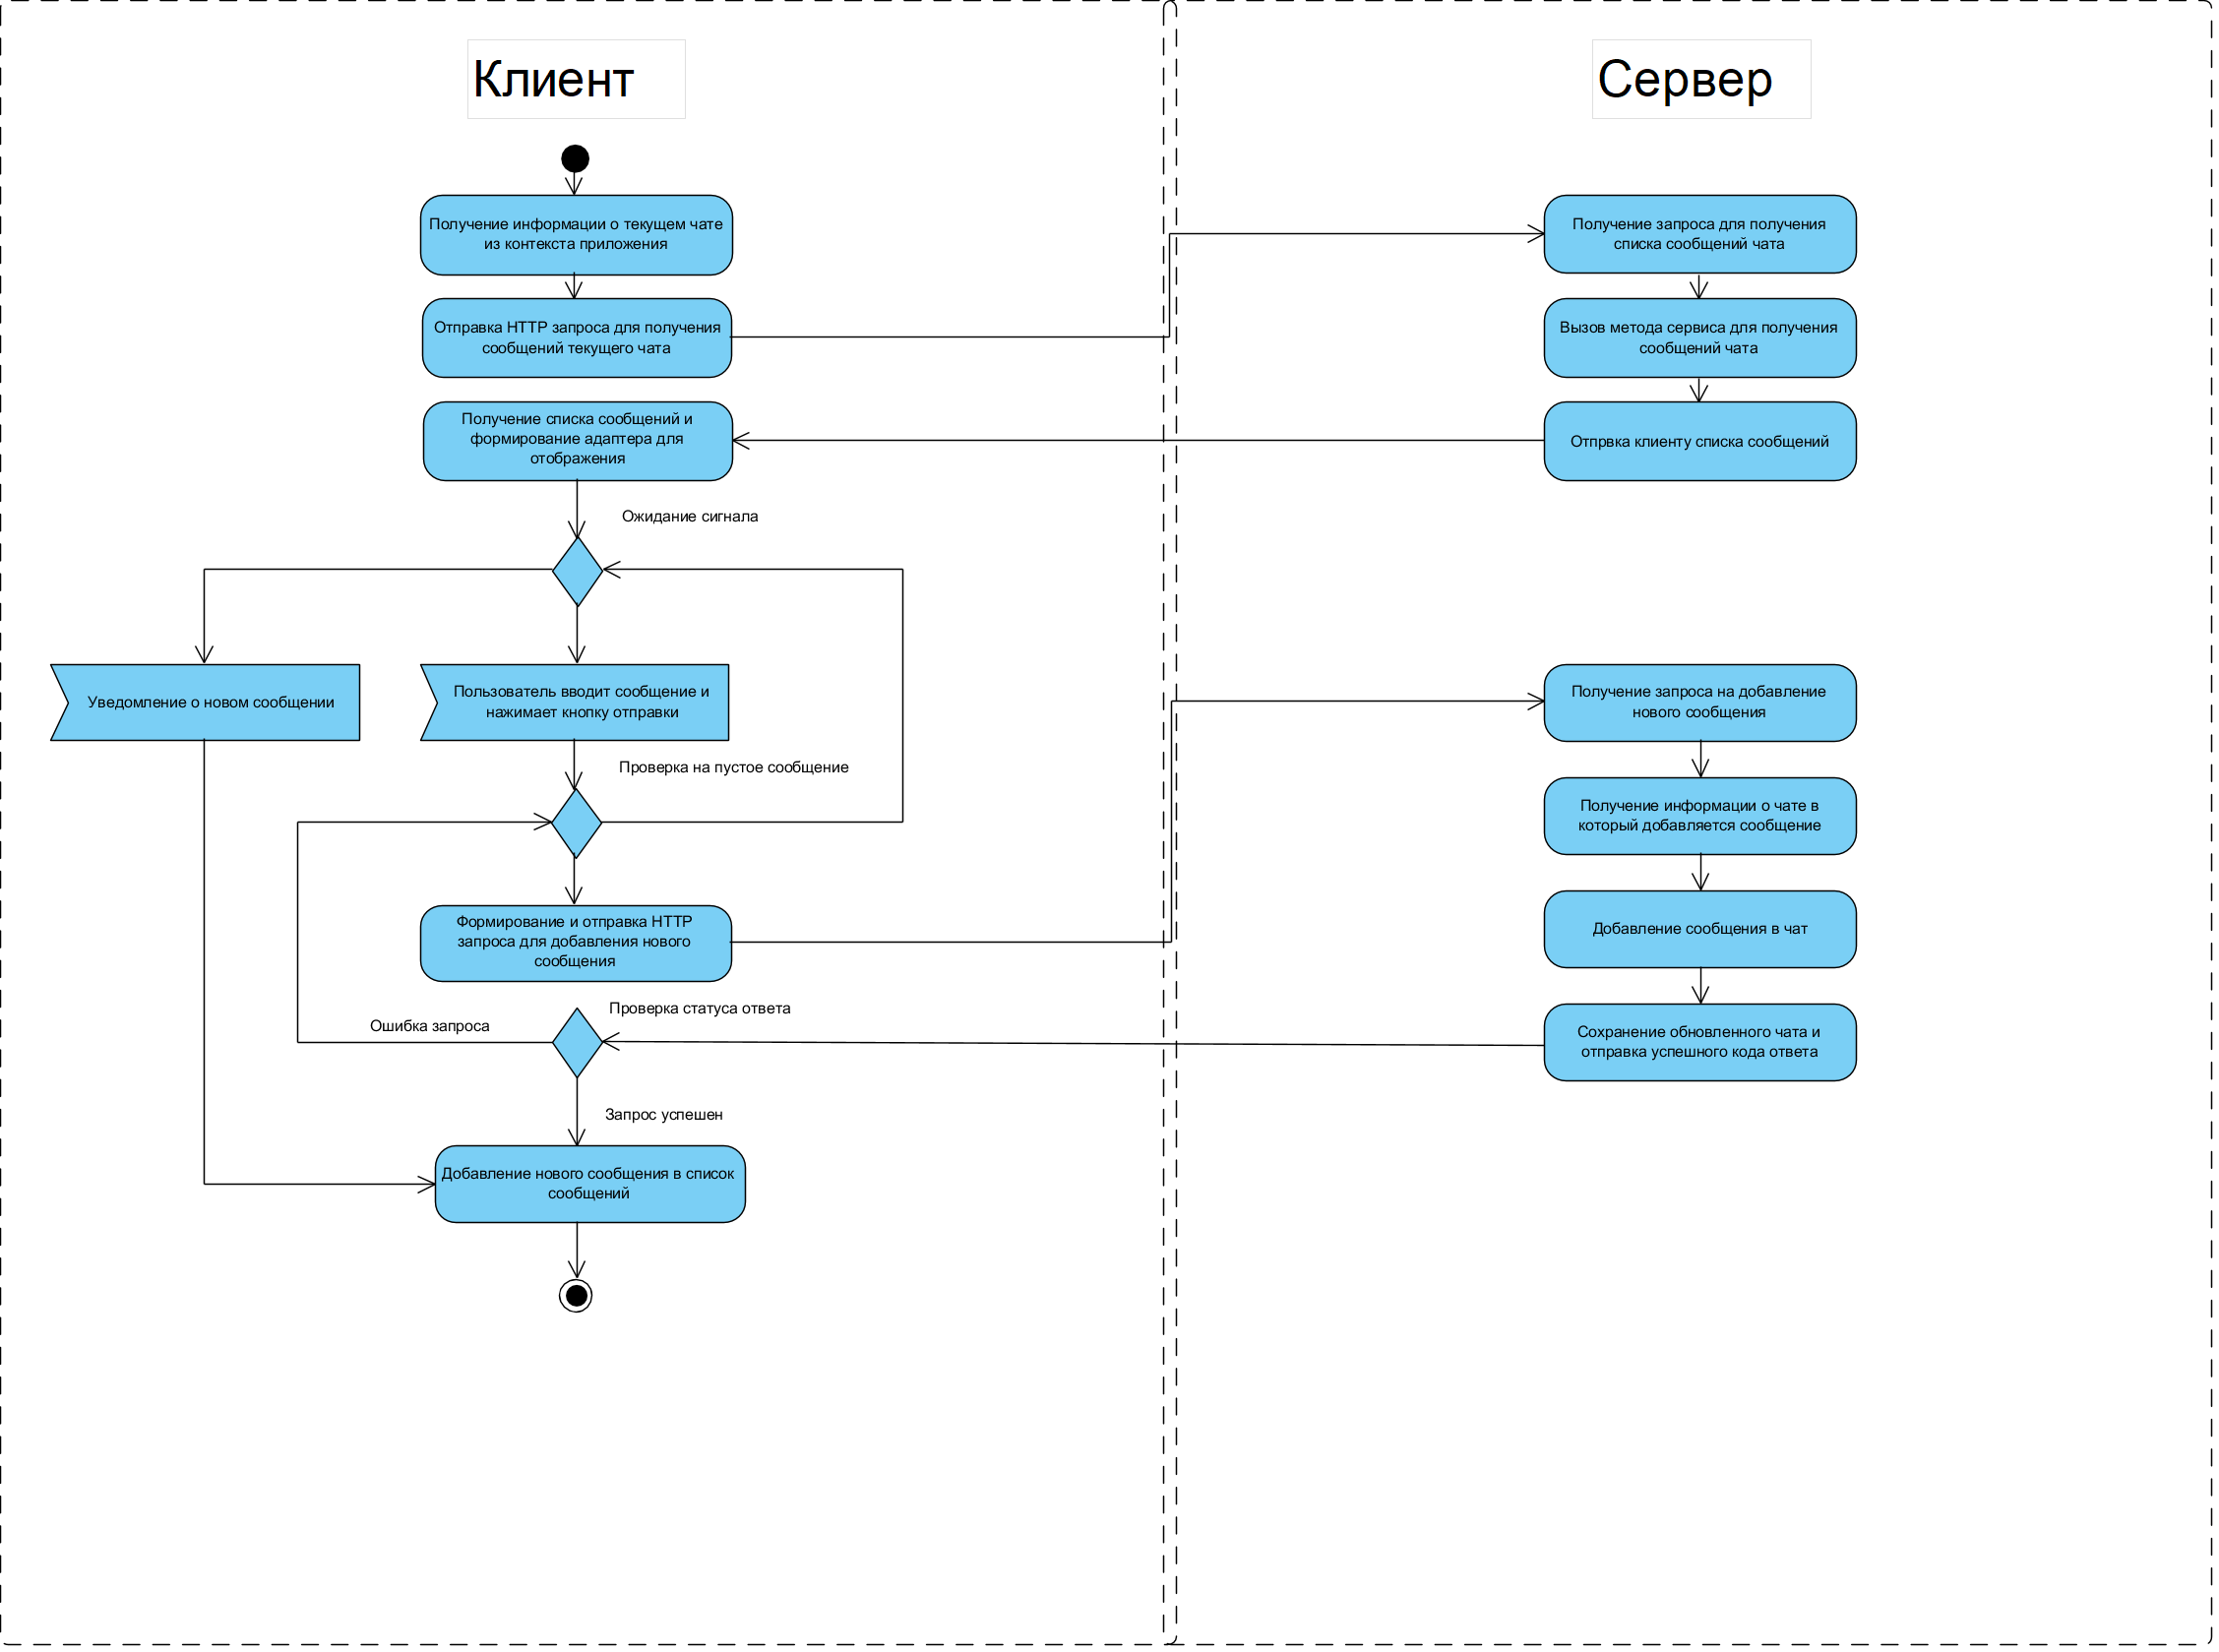 Клиент
Сервер
Получение информации о текущем чате
из контекста приложения
Получение запроса для получения
списка сообщений чата
Отправка HTTP запроса для получения
сообщений текущего чата
Вызов метода сервиса для получения
сообщений чата
Получение списка сообщений и
формирование адаптера для
отображения
Отпрвка клиенту списка сообщений
Ожидание сигнала
Уведомление о новом сообщении
Пользователь вводит сообщение и
нажимает кнопку отправки
Получение запроса на добавление
нового сообщения
Проверка на пустое сообщение
Получение информации о чате в
который добавляется сообщение
Формирование и отправка HTTP
запроса для добавления нового
сообщения
Добавление сообщения в чат
Проверка статуса ответа
Ошибка запроса
Сохранение обновленного чата и
отправка успешного кода ответа
Запрос успешен
Добавление нового сообщения в список
сообщений